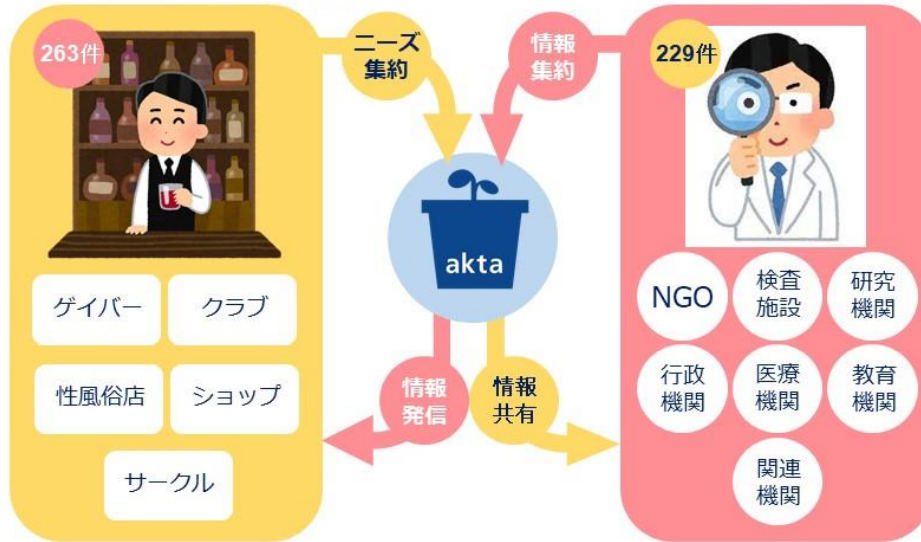 263件
ニーズ
集約
情報
集約
229件
akta
ゲイバー
クラブ
性風俗店
ショップ
サークル
情報
発信
情報
共有
NGO
検査
施設
研究
機関
行政
機関
医療
機関
教育
機関
関連
機関